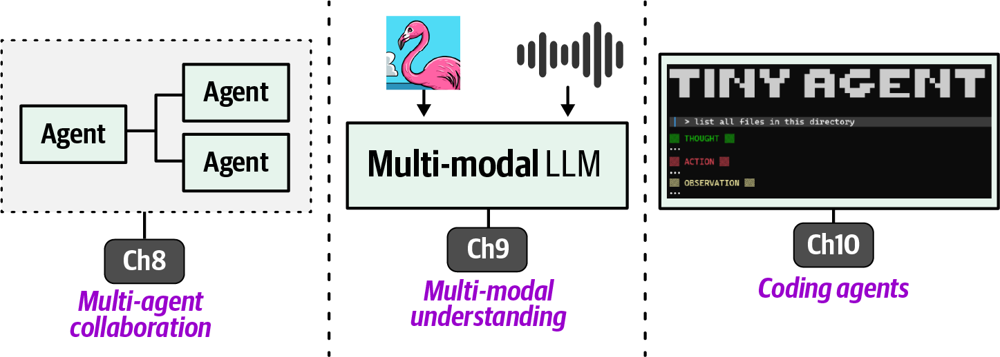 Agent
Agent
Agent
Ch8
Multi-agent
collaboration
Multi-modal LLM
Ch9
Multi-modal
understanding
TINY AGENT
> list all files in this directory
THOUGHT
...
ACTION
...
OBSERVATION
...
Ch10
Coding agents